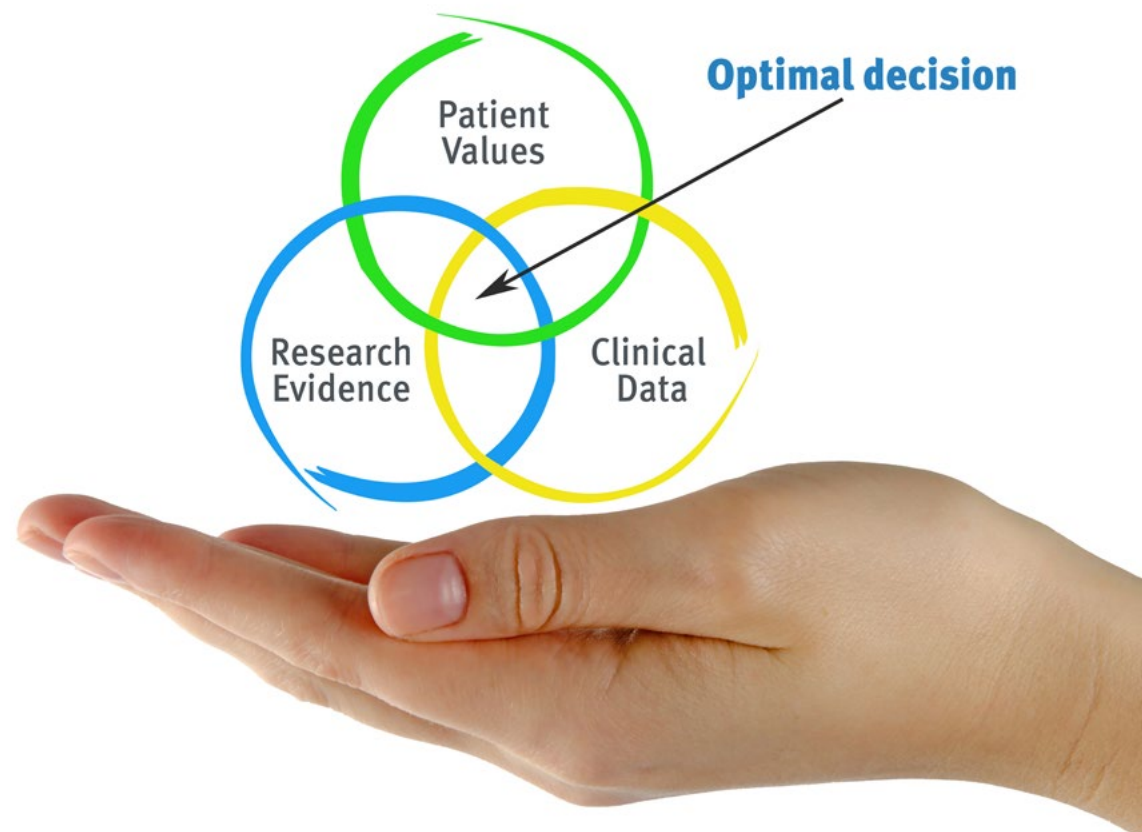 Optimal decision
Patient
Values
Research
Evidence
Clinical
Data